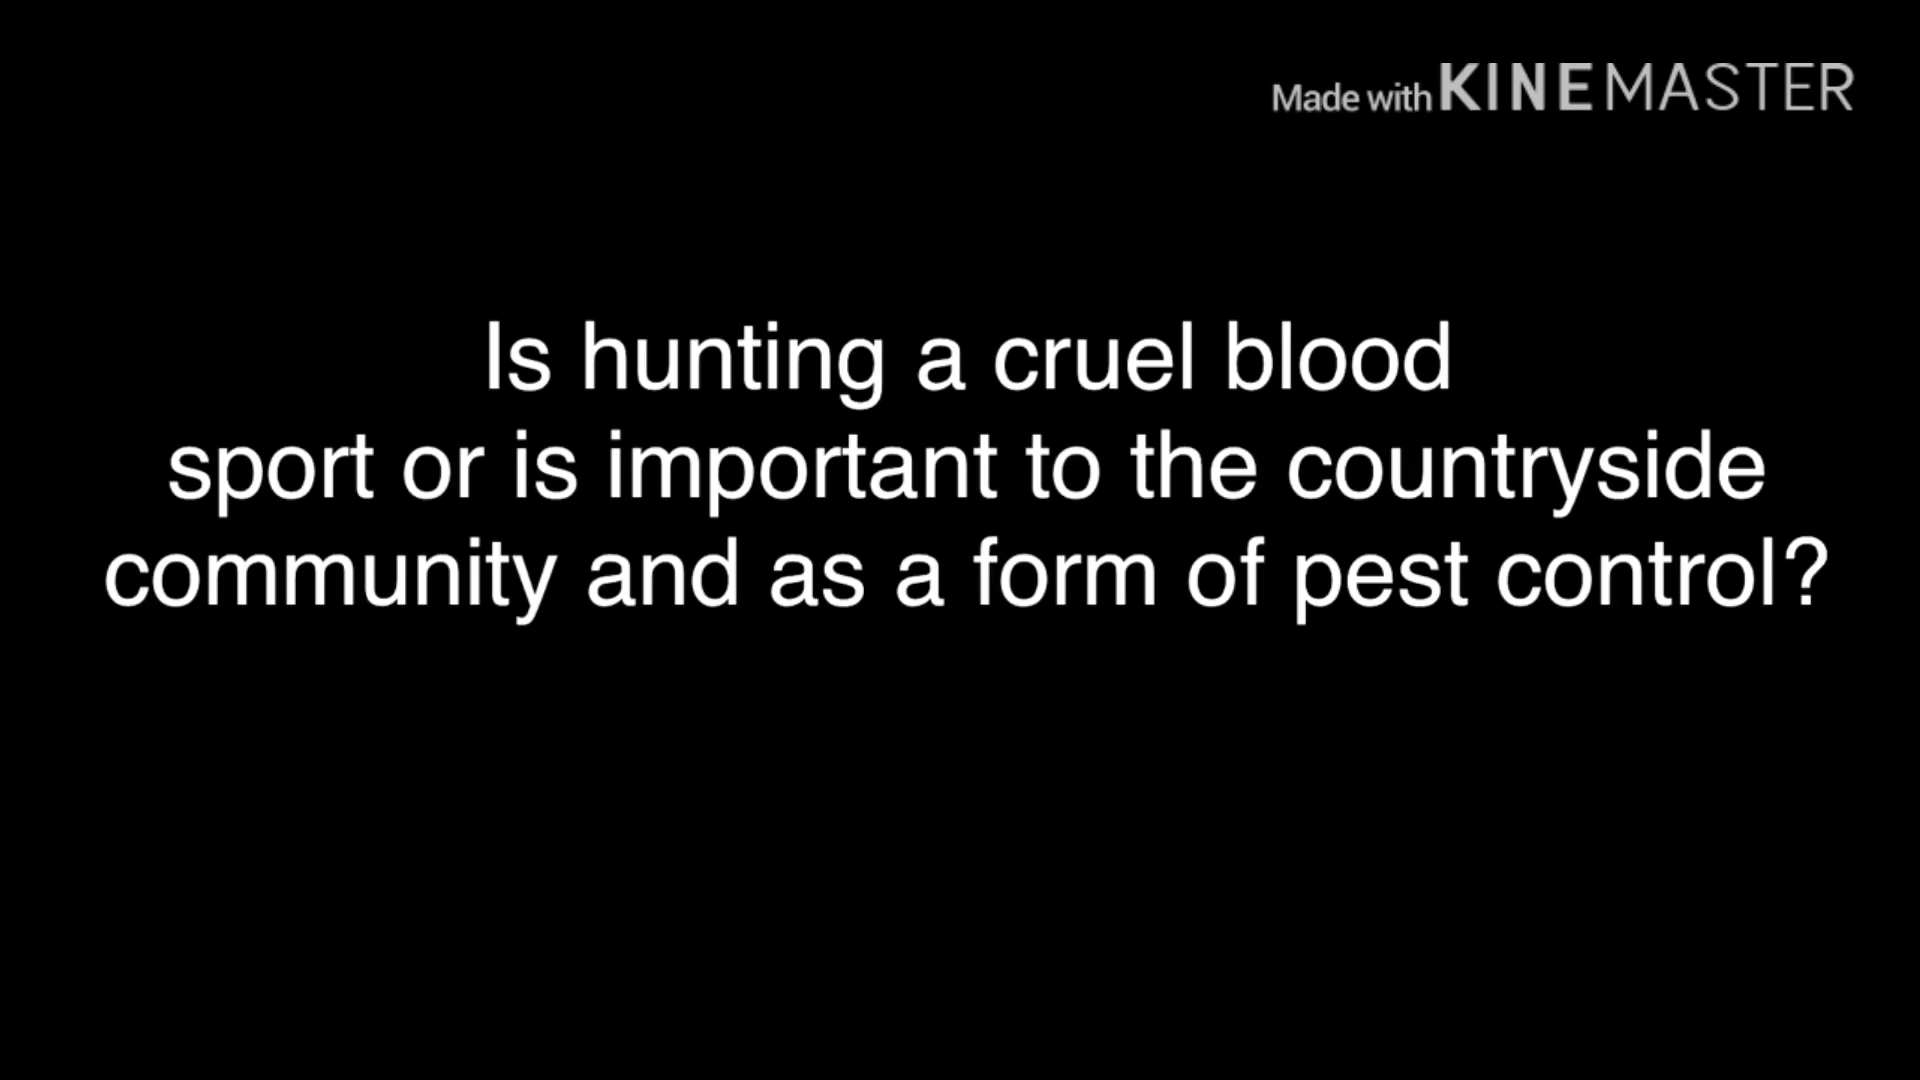 Made with KINEMASTER
Is hunting a cruel blood
sport or is important to the countryside
community and as a form of pest control?